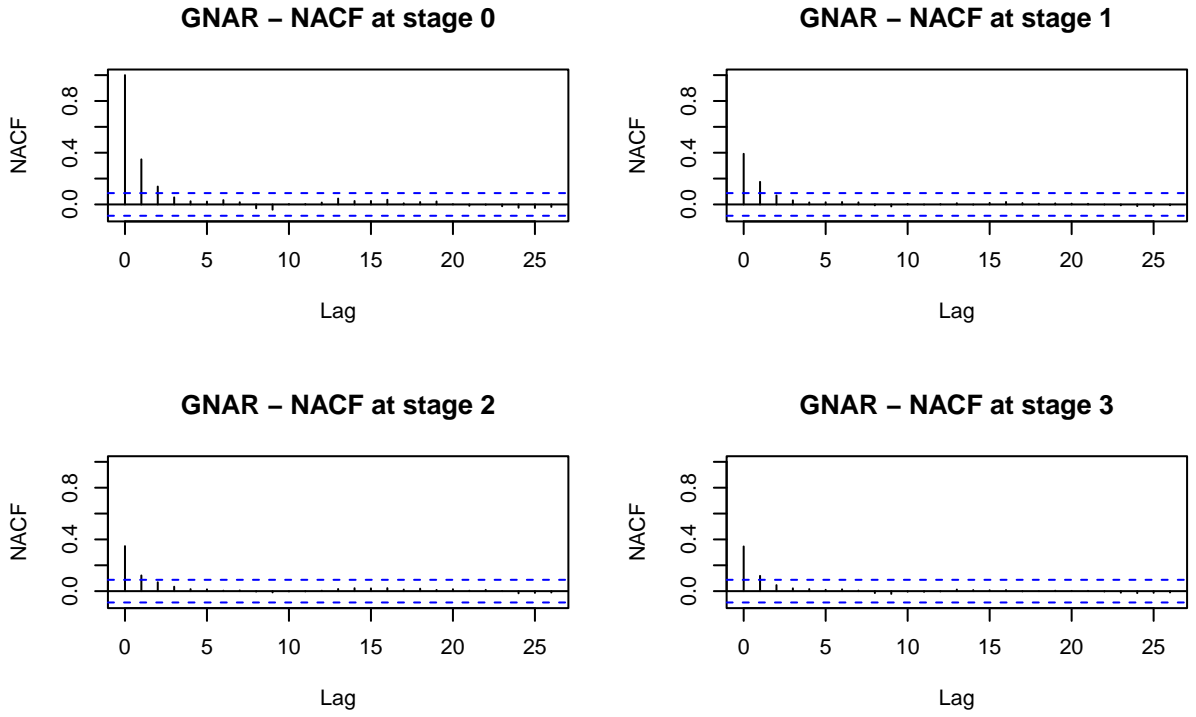 GNAR − NACF at stage 0
NACF
0.0 0.4 0.8
0 5 10 15 20 25
Lag
GNAR − NACF at stage 1
NACF
0.0 0.4 0.8
0 5 10 15 20 25
Lag
GNAR − NACF at stage 2
NACF
0.0 0.4 0.8
0 5 10 15 20 25
Lag
GNAR − NACF at stage 3
NACF
0.0 0.4 0.8
0 5 10 15 20 25
Lag